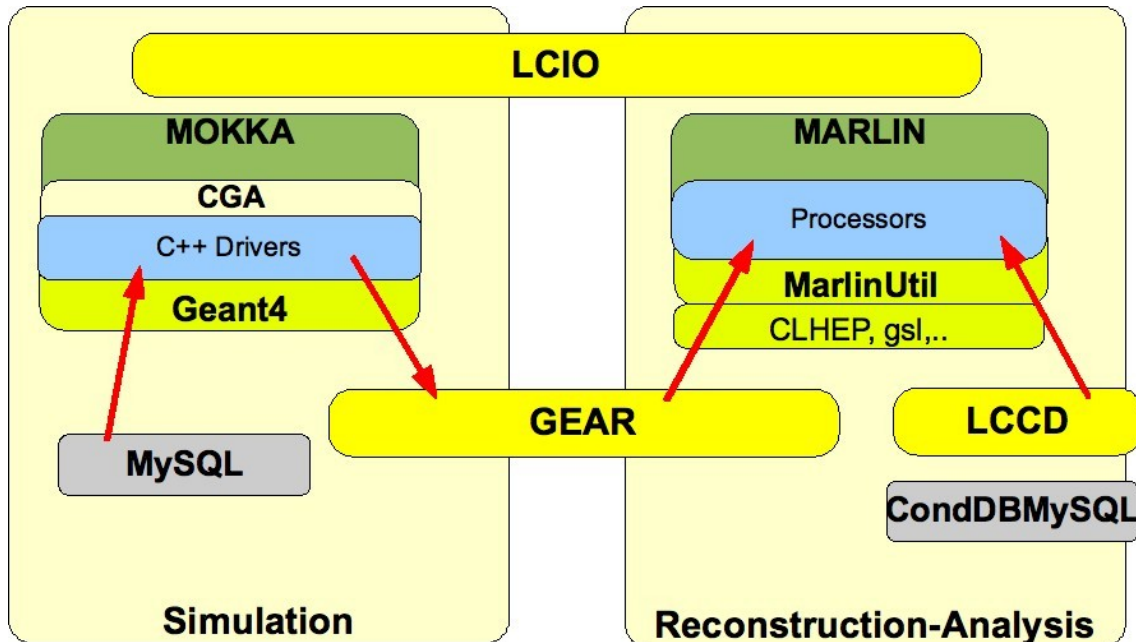 LCIO
MOKKA
CGA
C++ Drivers
Geant4
MySQL
Simulation
GEAR
MARLIN
Processors
MarlinUtil
CLHEP, gsl,..
LCCD
CondDBMySQL
Reconstruction-Analysis